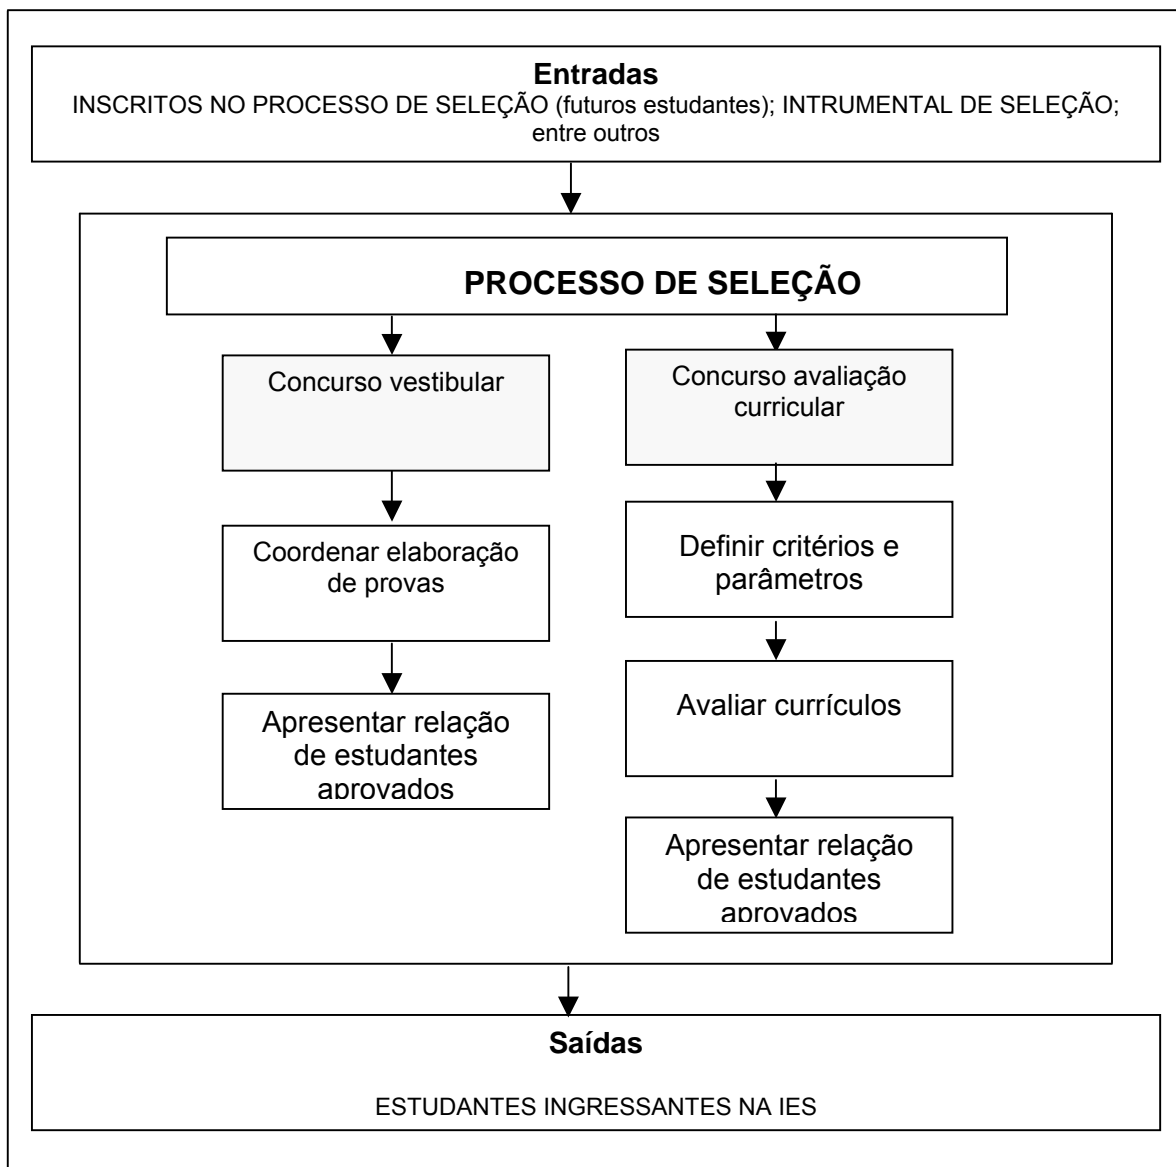 Entradas
INSCRITOS NO PROCESSO DE SELEÇÃO (futuros estudantes); INTRUMENTAL DE SELEÇÃO;
entre outros
PROCESSO DE SELEÇÃO
Concurso vestibular
Coordenar elaboração
de provas
Apresentar relação
de estudantes
aprovados
Concurso avaliação
curricular
Definir critérios e
parâmetros
Avaliar currículos
Apresentar relação
de estudantes
aprovados
Saídas
ESTUDANTES INGRESSANTES NA IES